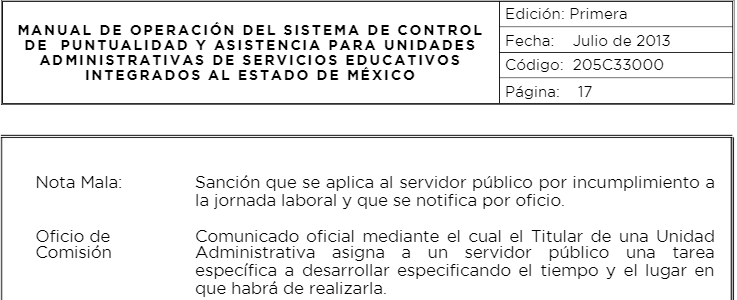 MANUAL DE OPERACIÓN DEL SISTEMA DE CONTROL
DE PUNTUALIDAD Y ASISTENCIA PARA UNIDADES
ADMINISTRATIVAS DE SERVICIOS EDUCATIVOS
INTEGRADOS AL ESTADO DE MÉXICO
Edición: Primera
Fecha: Julio de 2013
Código: 205C33000
Página: 17
Nota Mala: Sanción que se aplica al servidor público por incumplimiento a
la jornada laboral y que se notifica por oficio.
Oficio de Comunicado oficial mediante el cual el Titular de una Unidad
Comisión Administrativa asigna a un servidor público una tarea
específica a desarrollar especificando el tiempo y el lugar en
que habrá de realizarla.